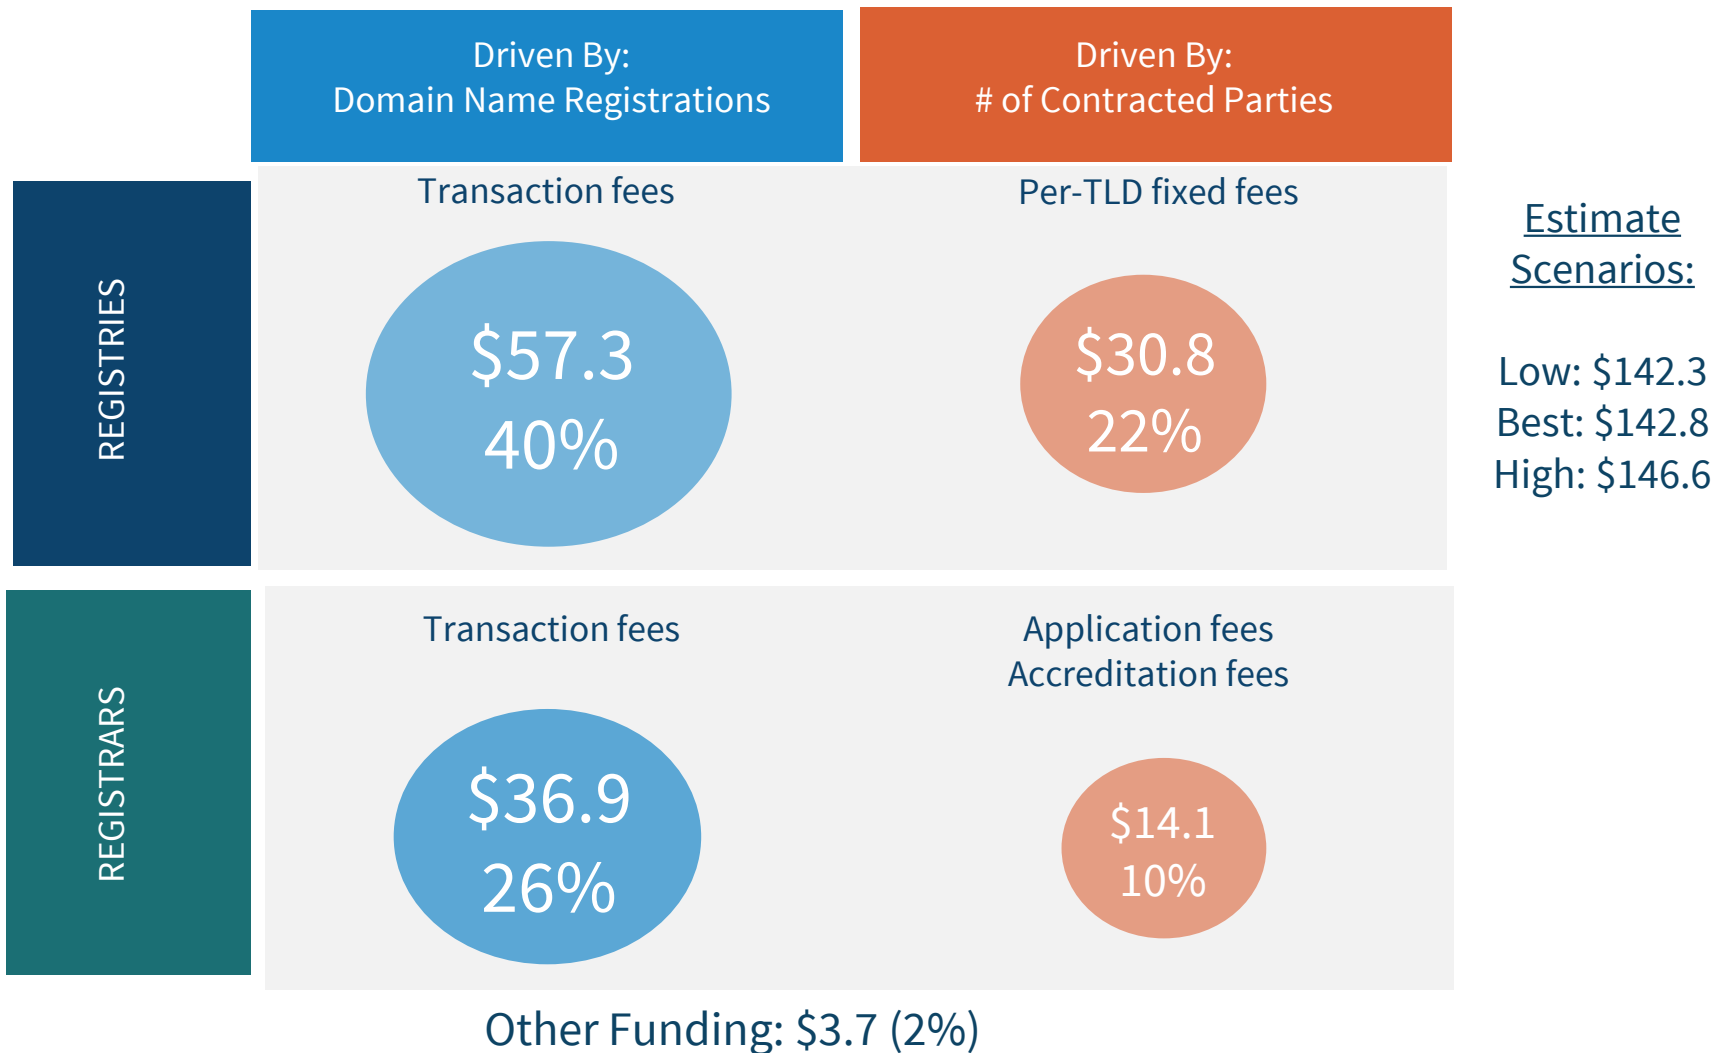 Driven By:
Domain Name Registrations
Driven By:
# of Contracted Parties
REGISTRIES
Transaction fees
$57.3
40%
Per-TLD fixed fees
$30.8
22%
Estimate
Scenarios:
Low: $142.3
Best: $142.8
High: $146.6
REGISTRARS
Transaction fees
$36.9
26%
Application fees
Accreditation fees
$14.1
10%
Other Funding: $3.7 (2%)